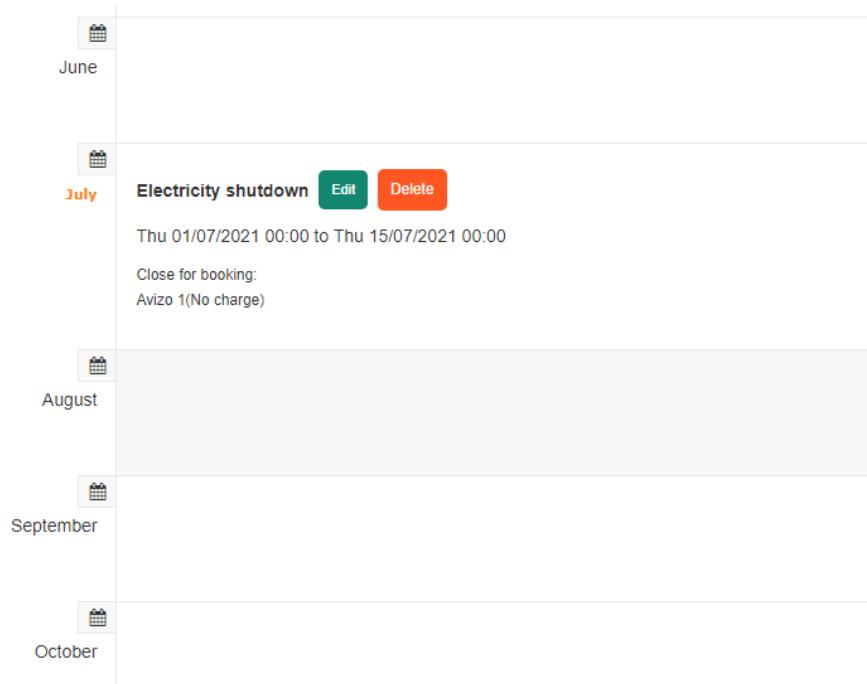 June
July
Electricity shutdown Edit Delete
Thu 01/07/2021 00:00 to Thu 15/07/2021 00:00
Close for booking:
Avizo 1(No charge)
August
September
October